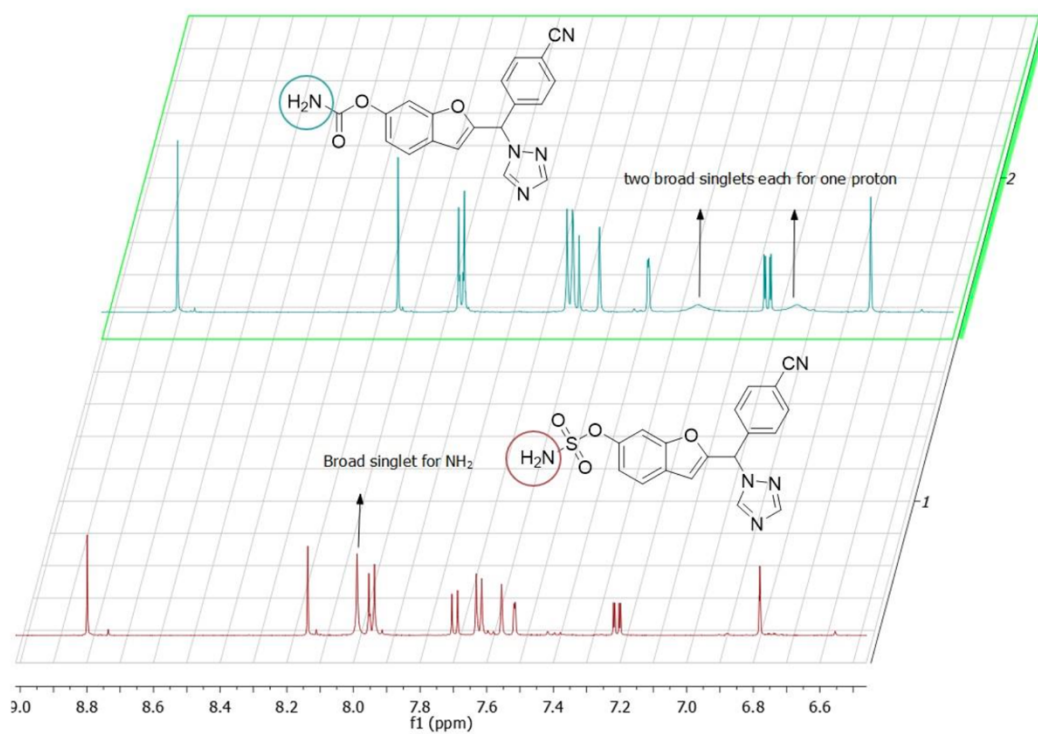 CN
H₂N
O
O
O
N
N
N
two broad singlets each for one proton
2
CN
O
S
O
O
O
H₂N
N
N
N
Broad singlet for NH₂
1
9.0 8.8 8.6 8.4 8.2 8.0 7.8 7.6 7.4 7.2 7.0 6.8 6.6
f1 (ppm)